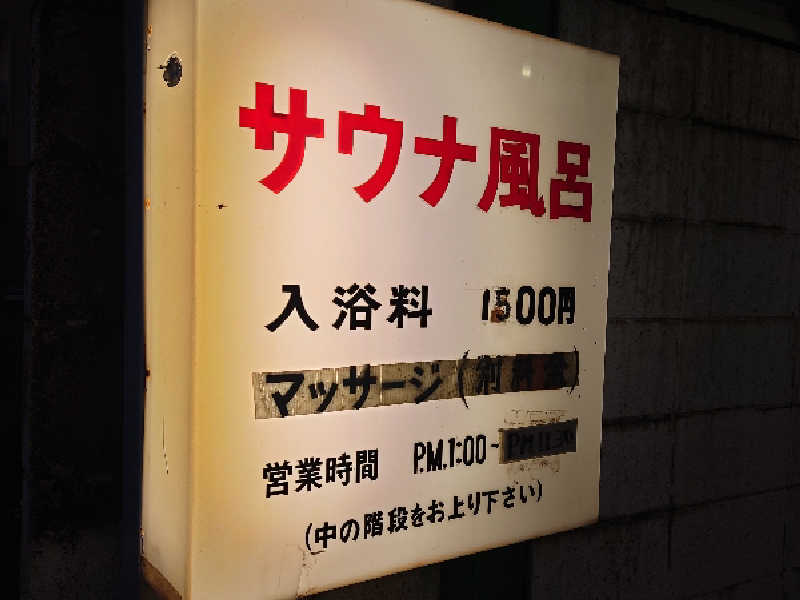 サウナ風呂
入浴料 1500円
マッサージ(別料金)
営業時間 P.M.1:00~PM11:30
(中の階段をお上り下さい)